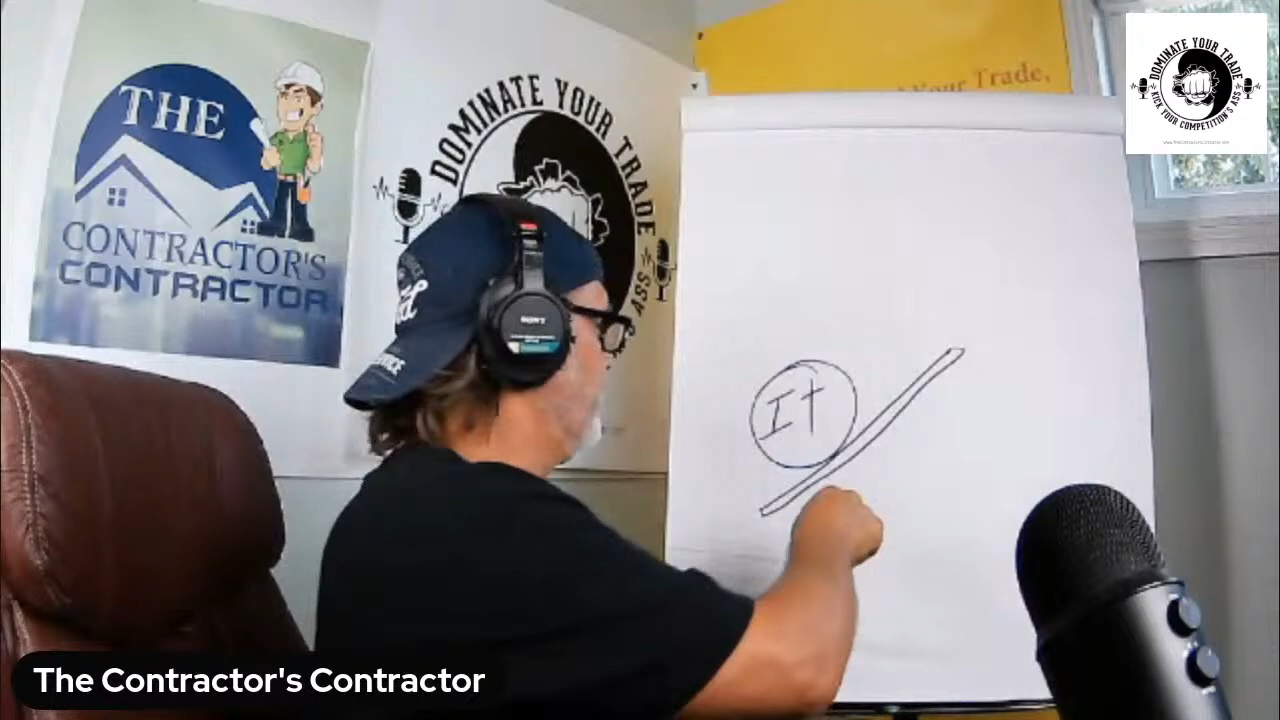 THE
CONTRACTOR'S
CONTRACTOR
DOMINATE YOUR TRADE
ASS
Your Trade,
DOMINATE YOUR TRADE
KICK YOUR COMPETITION'S ASS
SONY
It
The Contractor's Contractor